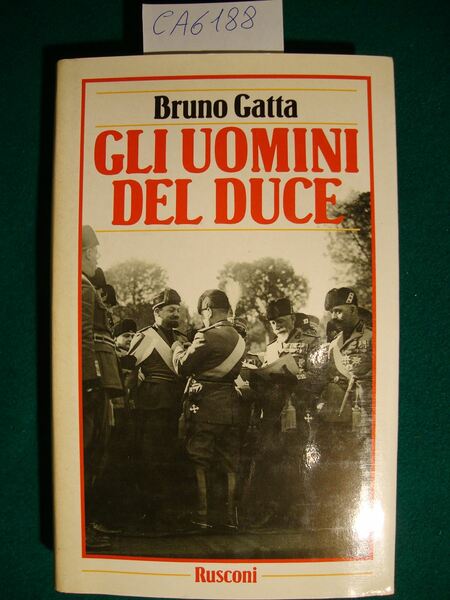 CA6188
Bruno Gatta
GLI UOMINI
DEL DUCE
Rusconi